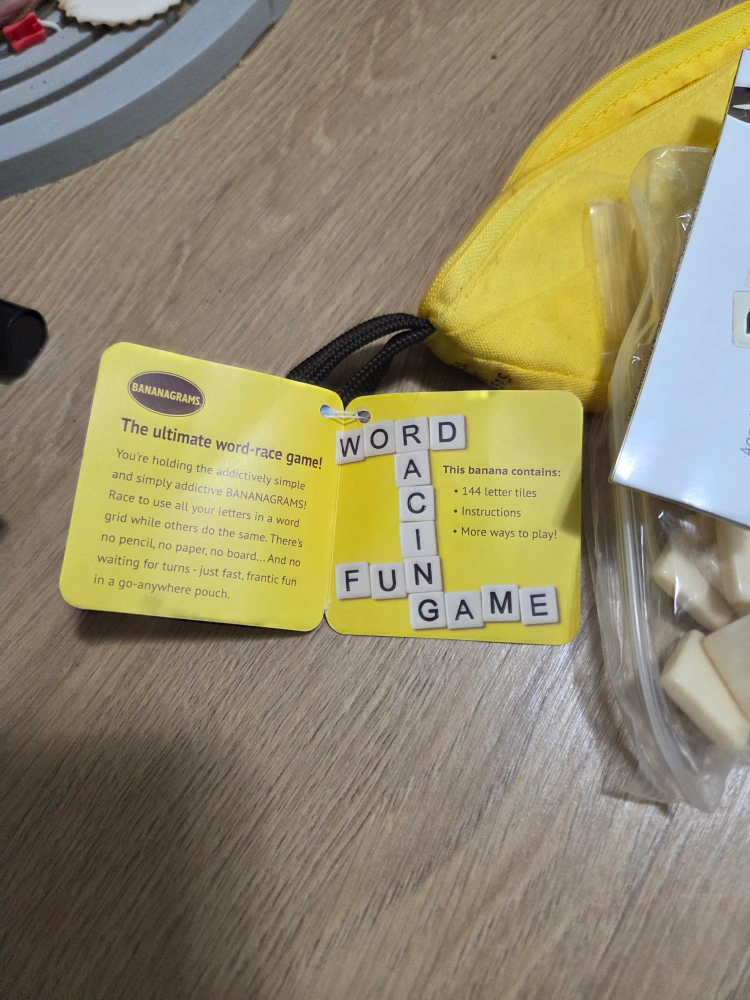 BANANAGRAMS
The ultimate word-race game!
You're holding the addictively simple
and simply addictive BANANAGRAMS!
Race to use all your letters in a word
grid while others do the same. There's
no pencil, no paper, no board... And no
waiting for turns - just fast, frantic fun
in a go-anywhere pouch.
WORD
RACING
FUN
GAME
This banana contains:
• 144 letter tiles
• Instructions
• More ways to play!